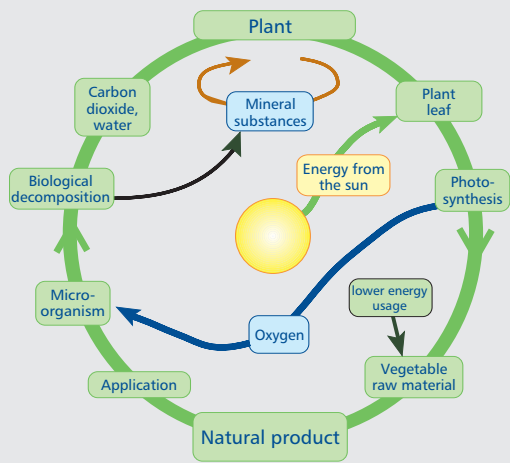 Plant
Carbon
dioxide,
water
Mineral
substances
Plant
leaf
Energy from
the sun
Biological
decomposition
Photo-
synthesis
Micro-
organism
lower energy
usage
Oxygen
Application
Vegetable
raw material
Natural product